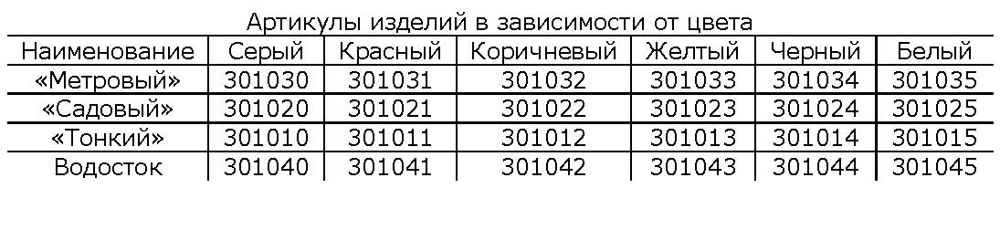 Артикулы изделий в зависимости от цвета
Наименование Серый Красный Коричневый Желтый Черный Белый
«Метровый» 301030 301031 301032 301033 301034 301035
«Садовый» 301020 301021 301022 301023 301024 301025
«Тонкий» 301010 301011 301012 301013 301014 301015
Водосток 301040 301041 301042 301043 301044 301045